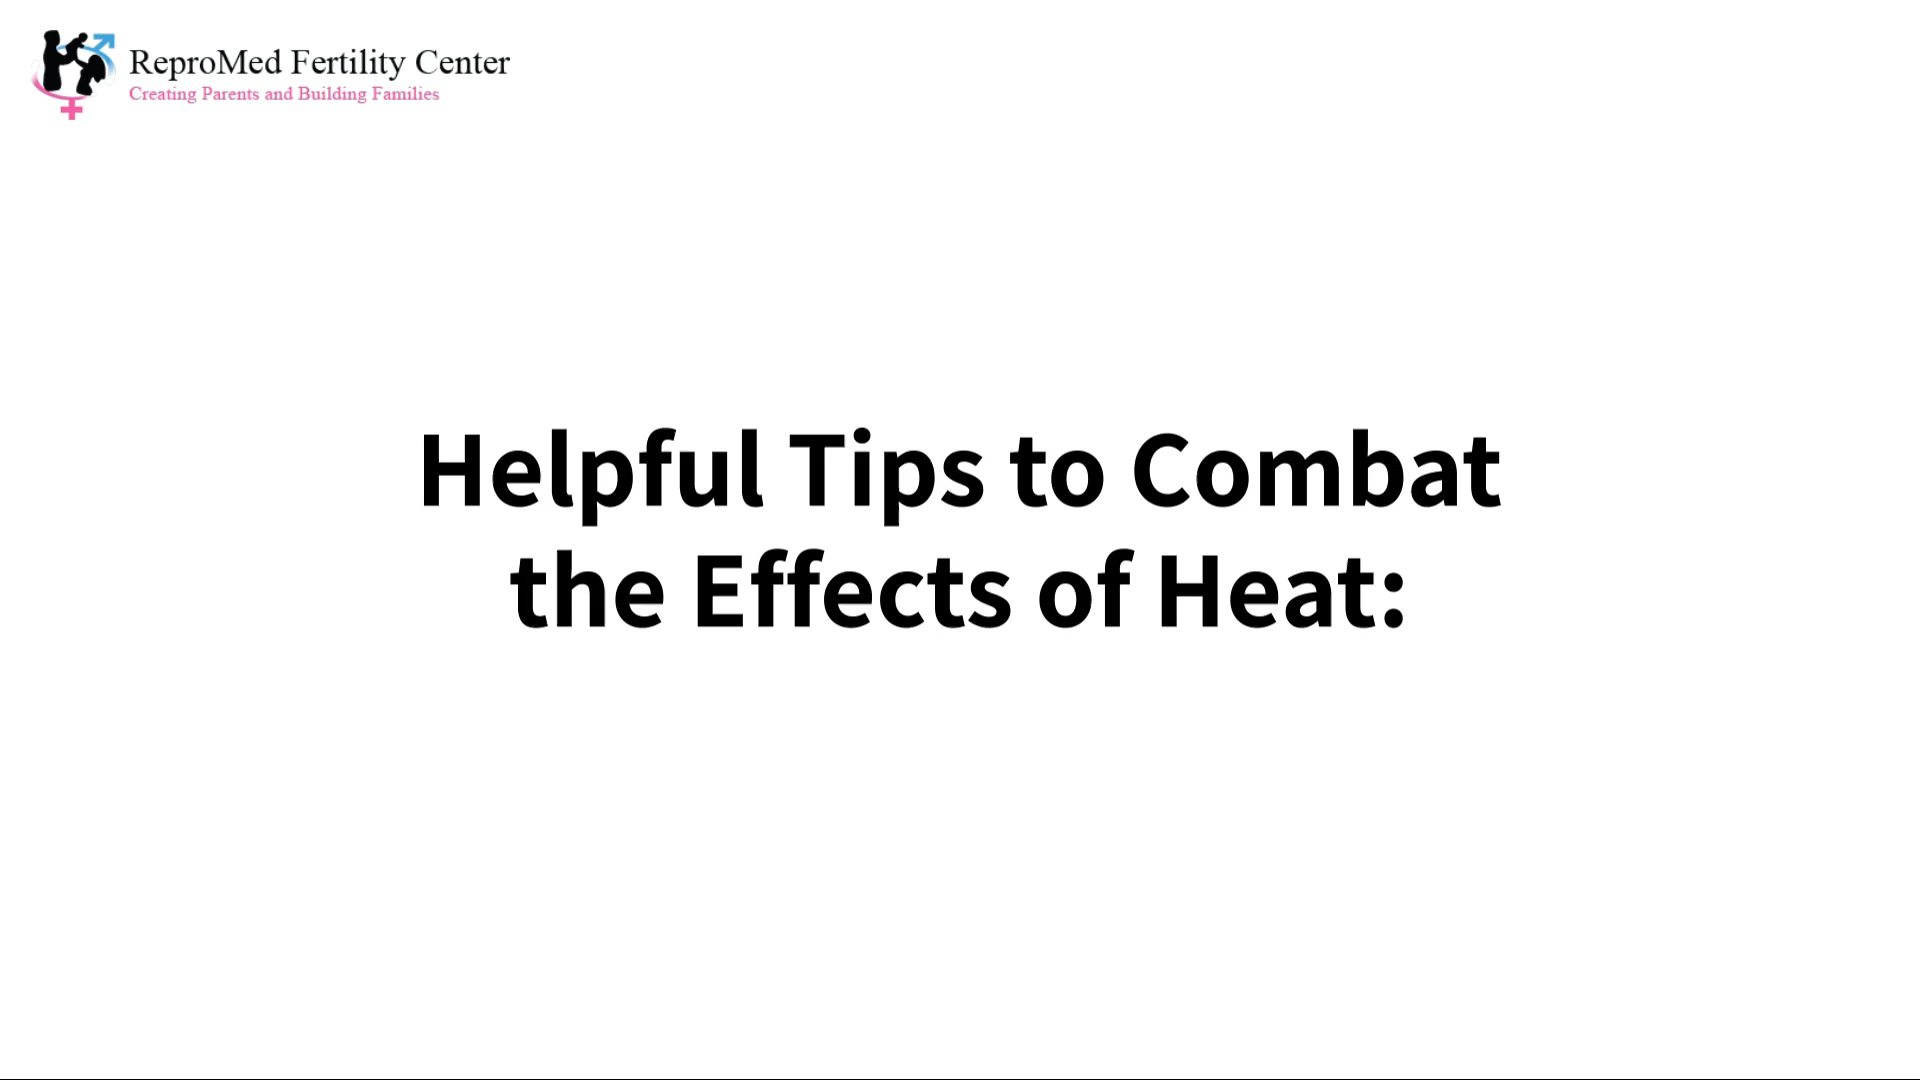 ReproMed Fertility Center
Creating Parents and Building Families
Helpful Tips to Combat
the Effects of Heat: